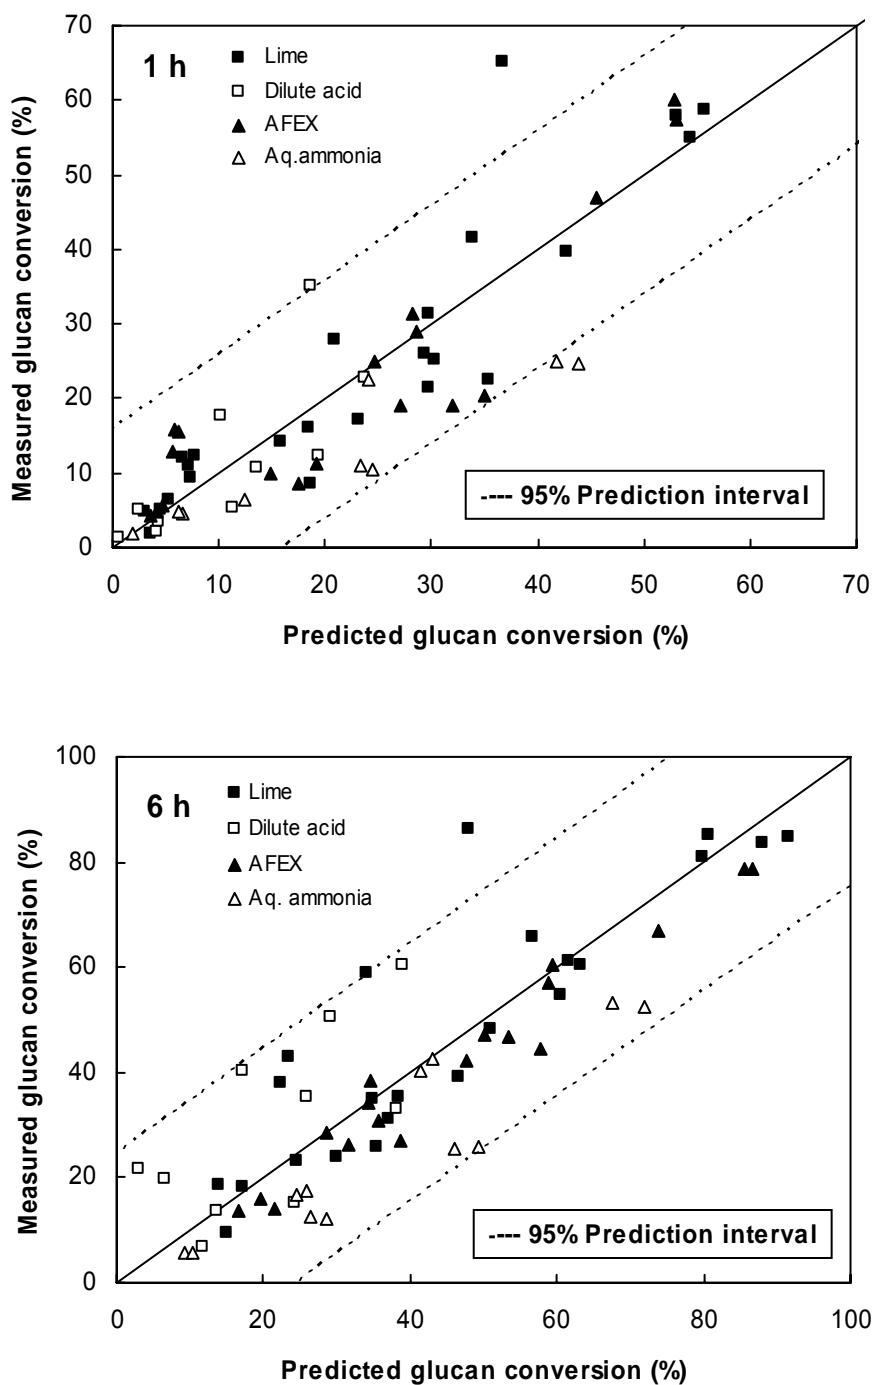 70
60
50
40
30
20
10
0
Measured glucan conversion (%)
1 h
Lime
Dilute acid
AFEX
Aq.ammonia
---- 95% Prediction interval
0 10 20 30 40 50 60 70
Predicted glucan conversion (%)
100
80
60
40
20
0
Measured glucan conversion (%)
6 h
Lime
Dilute acid
AFEX
Aq. ammonia
---- 95% Prediction interval
0 20 40 60 80 100
Predicted glucan conversion (%)